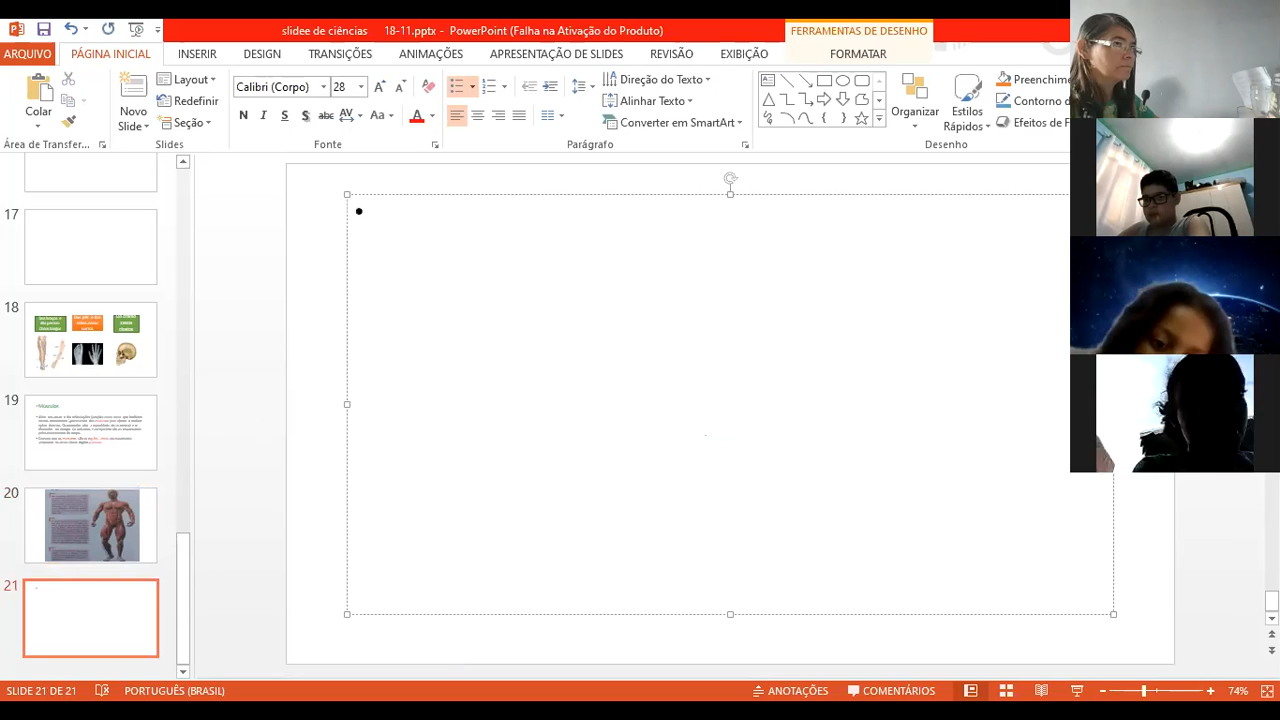 slidee de ciências 18-11.pptx - PowerPoint (Falha na Ativação do Produto)
FERRAMENTAS DE DESENHO
ARQUIVO PÁGINA INICIAL INSERIR DESIGN TRANSIÇÕES ANIMAÇÕES APRESENTAÇÃO DE SLIDES REVISÃO EXIBIÇÃO FORMATAR
Colar
Novo
Slide
Layout
Redefinir
Seção
Calibri (Corpo) 28
N I S S abc AV Aa A
Direção do Texto
Alinhar Texto
Converter em SmartArt
Organizar
Estilos
Rápidos
Preenchime
Contorno d
Efeitos de F
Área de Transfer... Slides Fonte Parágrafo Desenho
17
18
19
Músculos
20
21
SLIDE 21 DE 21 PORTUGUÊS (BRASIL) ANOTAÇÕES COMENTÁRIOS 74%